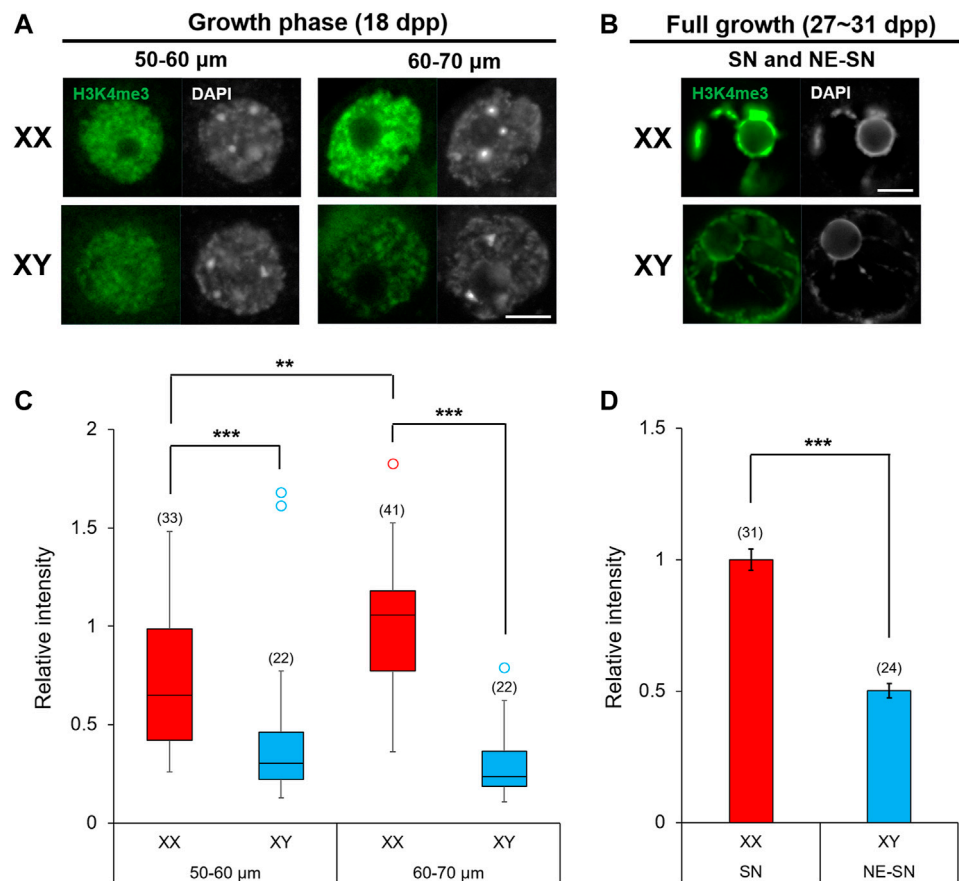 A
Growth phase (18 dpp)
50-60 µm
60-70 µm
H3K4me3
DAPI
XX
XY
B
Full growth (27~31 dpp)
SN and NE-SN
H3K4me3
DAPI
XX
XY
C
Relative intensity
2
1.5
1
0.5
0
**
***
***
(33)
(22)
(41)
(22)
XX
XY
XX
XY
50-60 µm
60-70 µm
D
Relative intensity
1.5
1
0.5
0
***
(31)
(24)
XX
XY
SN
NE-SN